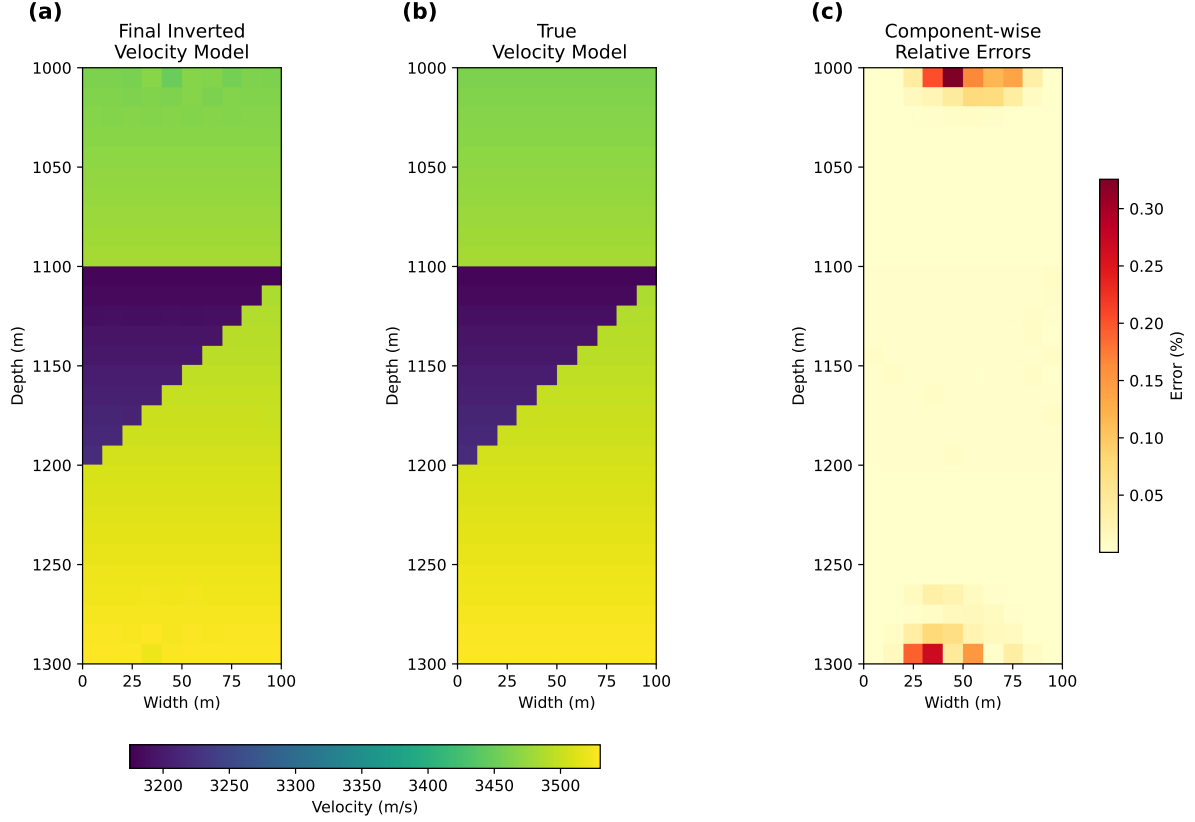 (a)
Final Inverted
Velocity Model
1000
1050
1100
1150
1200
1250
1300
Depth (m)
0 25 50 75 100
Width (m)
(b)
True
Velocity Model
1000
1050
1100
1150
1200
1250
1300
Depth (m)
0 25 50 75 100
Width (m)
(c)
Component-wise
Relative Errors
1000
1050
1100
1150
1200
1250
1300
Depth (m)
0 25 50 75 100
Width (m)
0.30
0.25
0.20
0.15
0.10
0.05
Error (%)
3200 3250 3300 3350 3400 3450 3500
Velocity (m/s)